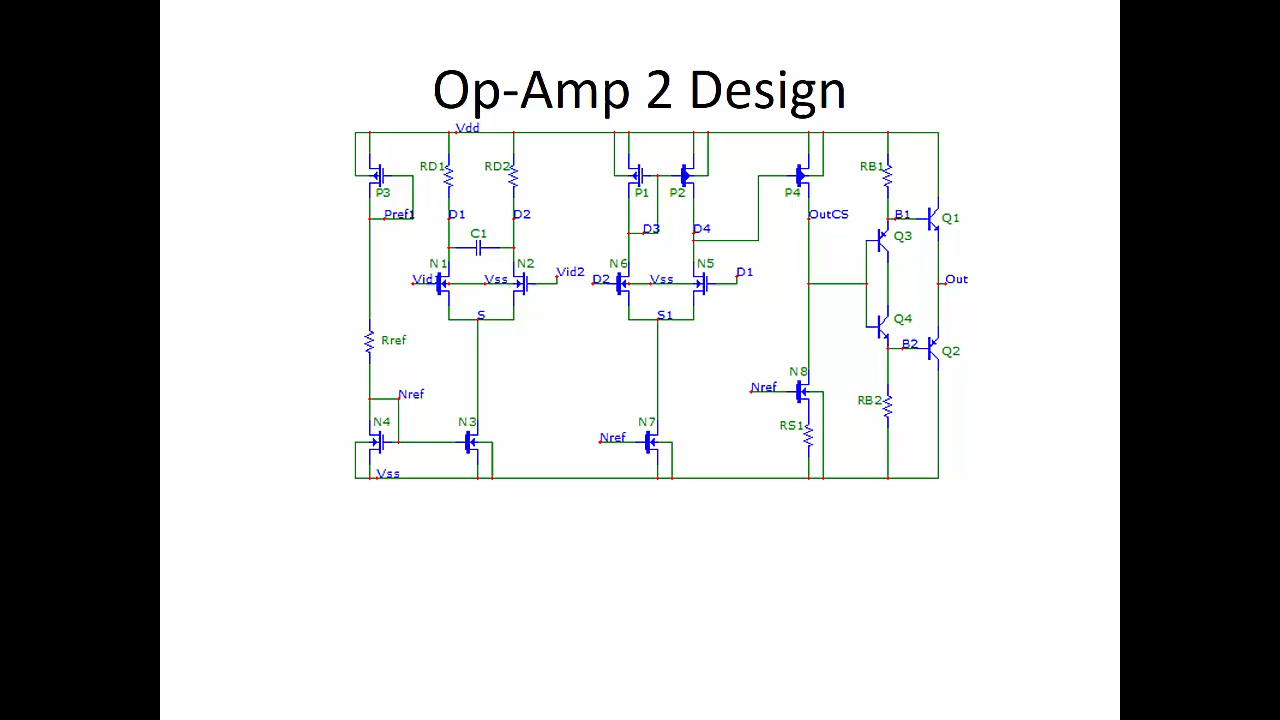 Op-Amp 2 Design
Vdd
RD1 RD2 P3 P1 P2 P4 RB1
Pref1 D1 D2 D3 D4 OutCS B1 Q1
C1 Q3
N1 N2 Vid Vss Vid2 N6 N5 D2 Vss D1 Out
S S1 Q4
Rref B2 Q2
Nref Nref N8 RB2
N4 N3 Nref N7 RS1
Vss